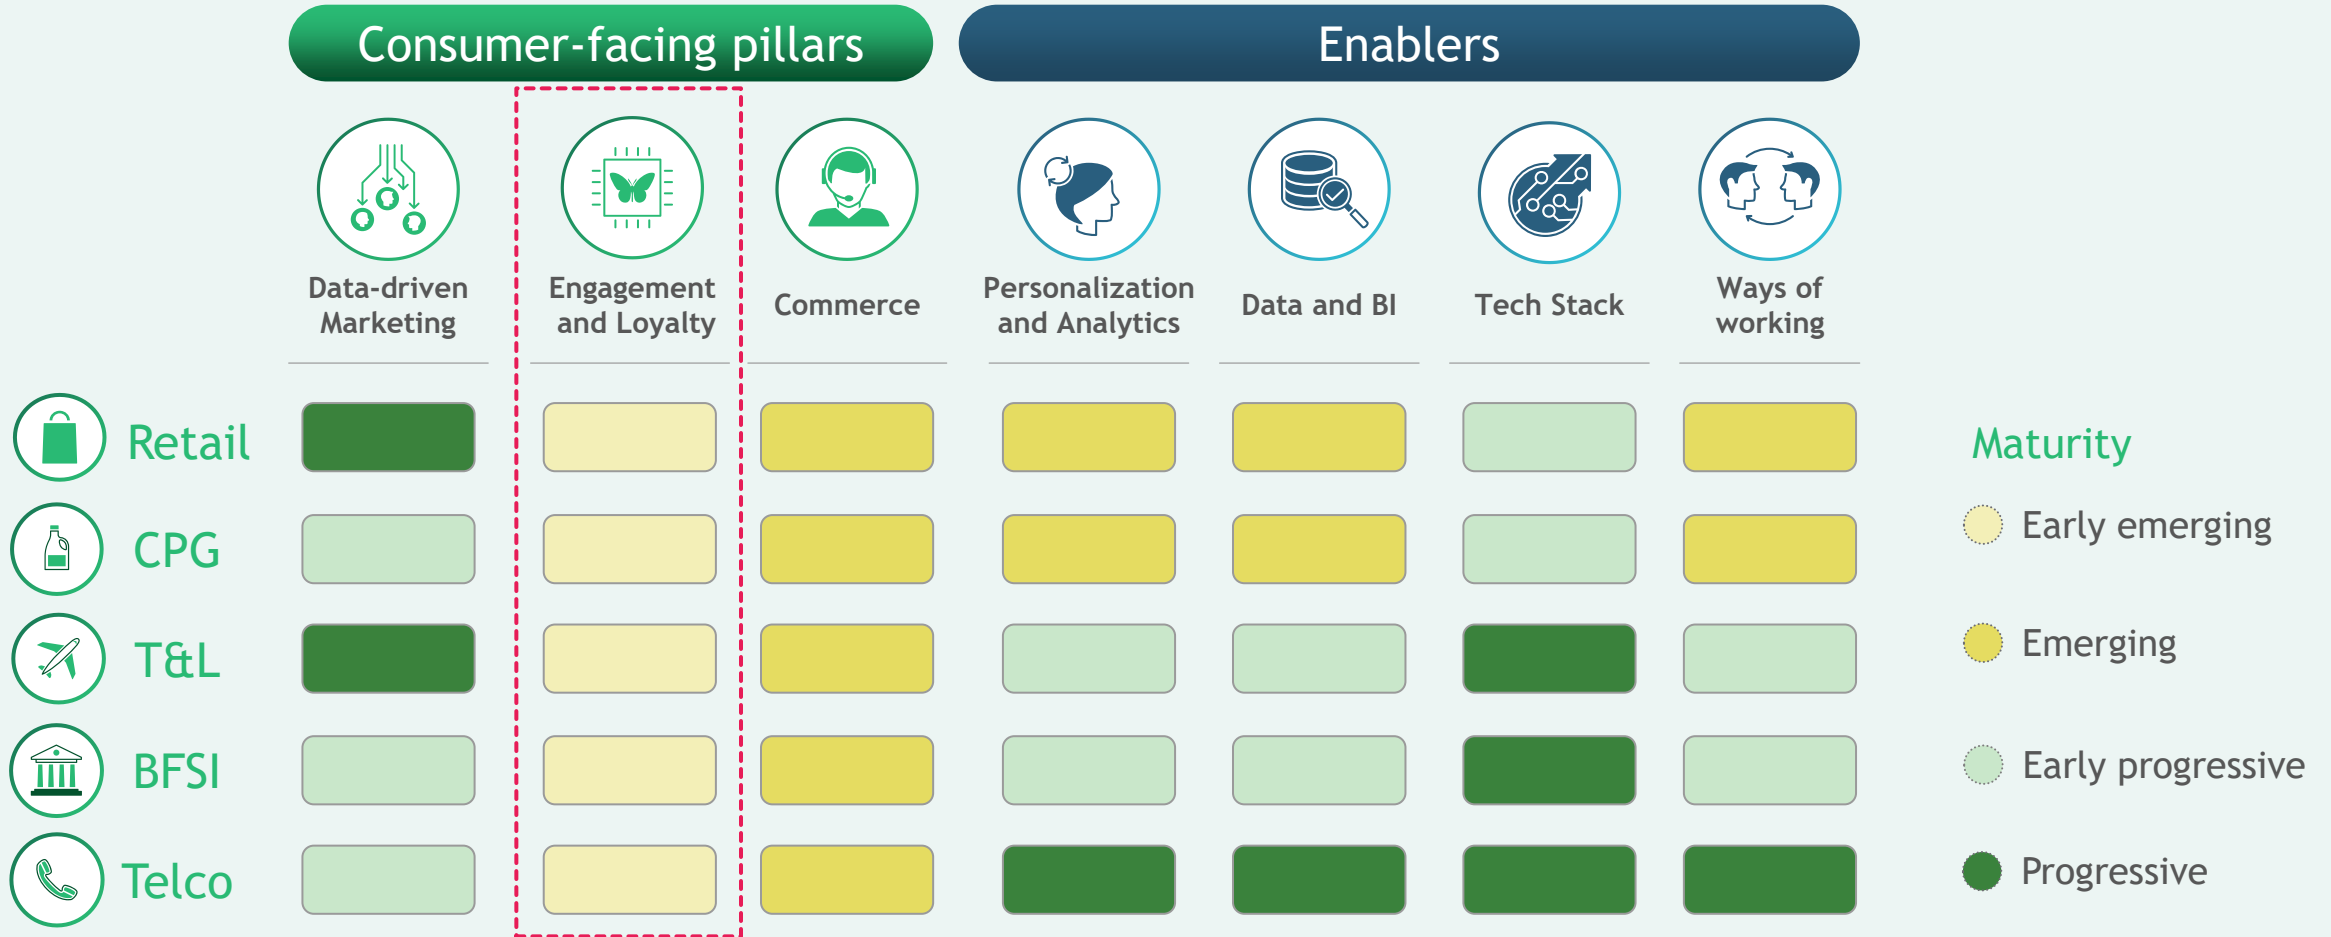 Consumer-facing pillars
Enablers
Data-driven
Marketing
Engagement
and Loyalty
Commerce
Personalization
and Analytics
Data and BI
Tech Stack
Ways of
working
Retail
CPG
T&L
BFSI
Telco
Maturity
Early emerging
Emerging
Early progressive
Progressive